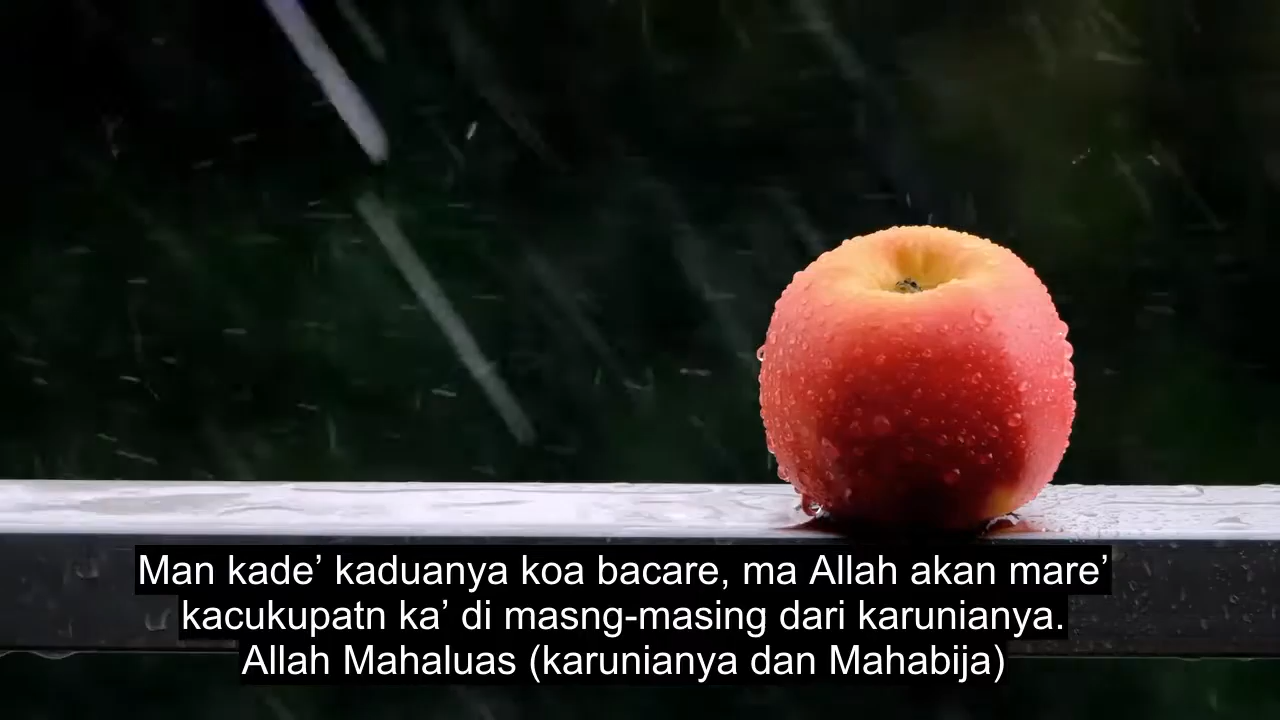 Man kade’ kaduanya koa bacare, ma Allah akan mare’
kacukupatn ka’ di masng-masing dari karunianya.
Allah Mahaluas (karunianya dan Mahabija)